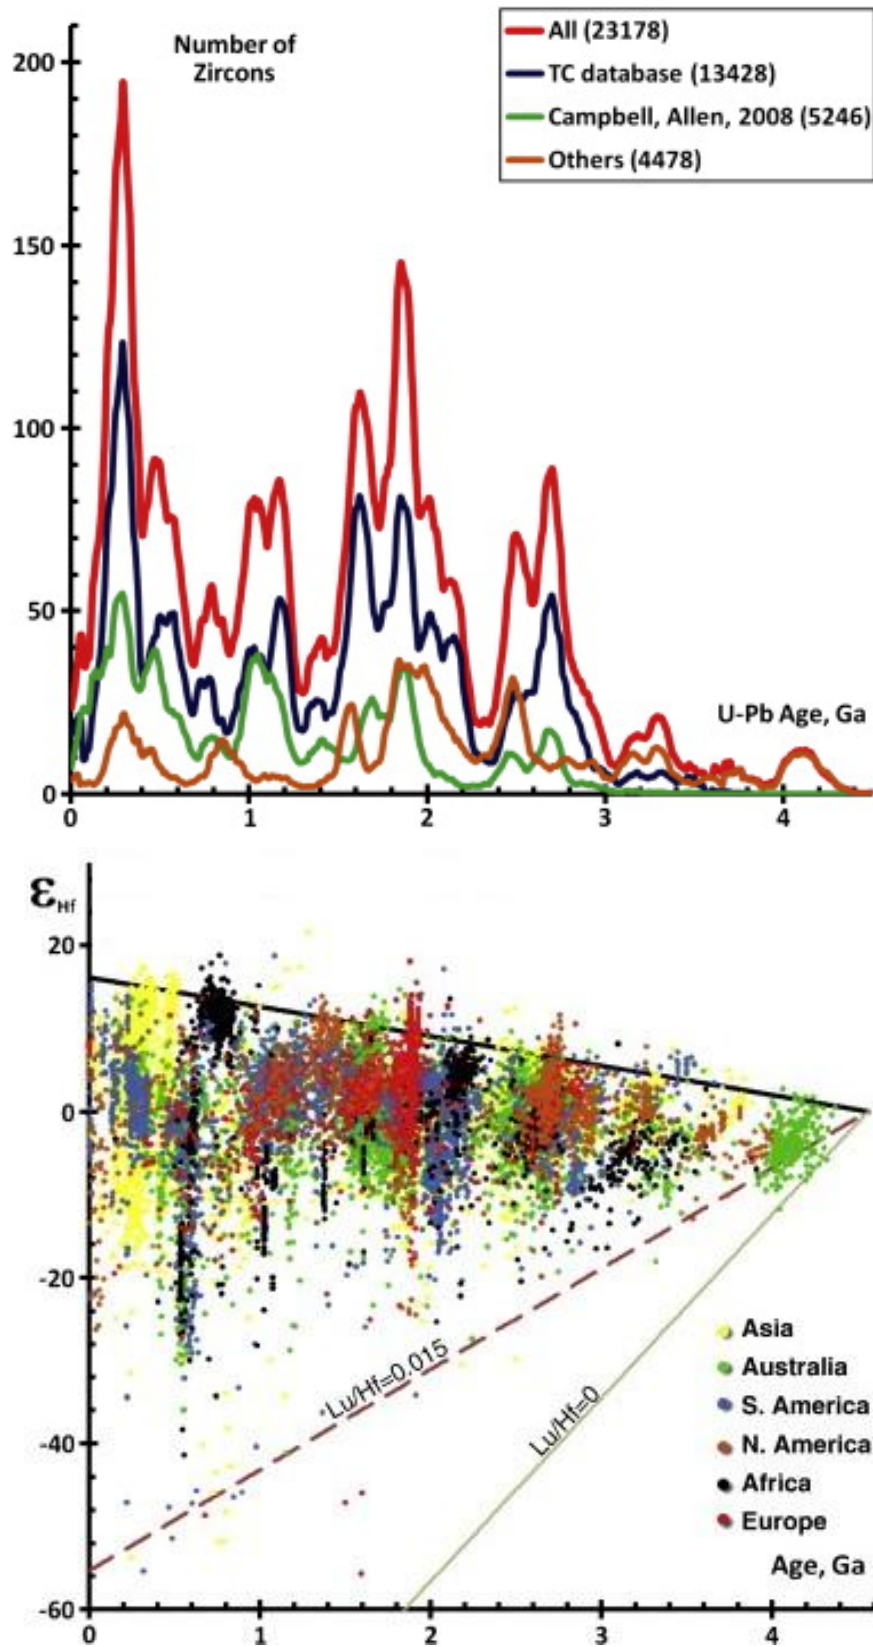 Number of
Zircons
All (23178)
TC database (13428)
Campbell, Allen, 2008 (5246)
Others (4478)
200
150
100
50
0
U-Pb Age, Ga
0 1 2 3 4
εHf
20
0
-20
-40
-60
Lu/Hf=0.015
Lu/Hf=0
Asia
Australia
S. America
N. America
Africa
Europe
Age, Ga
0 1 2 3 4